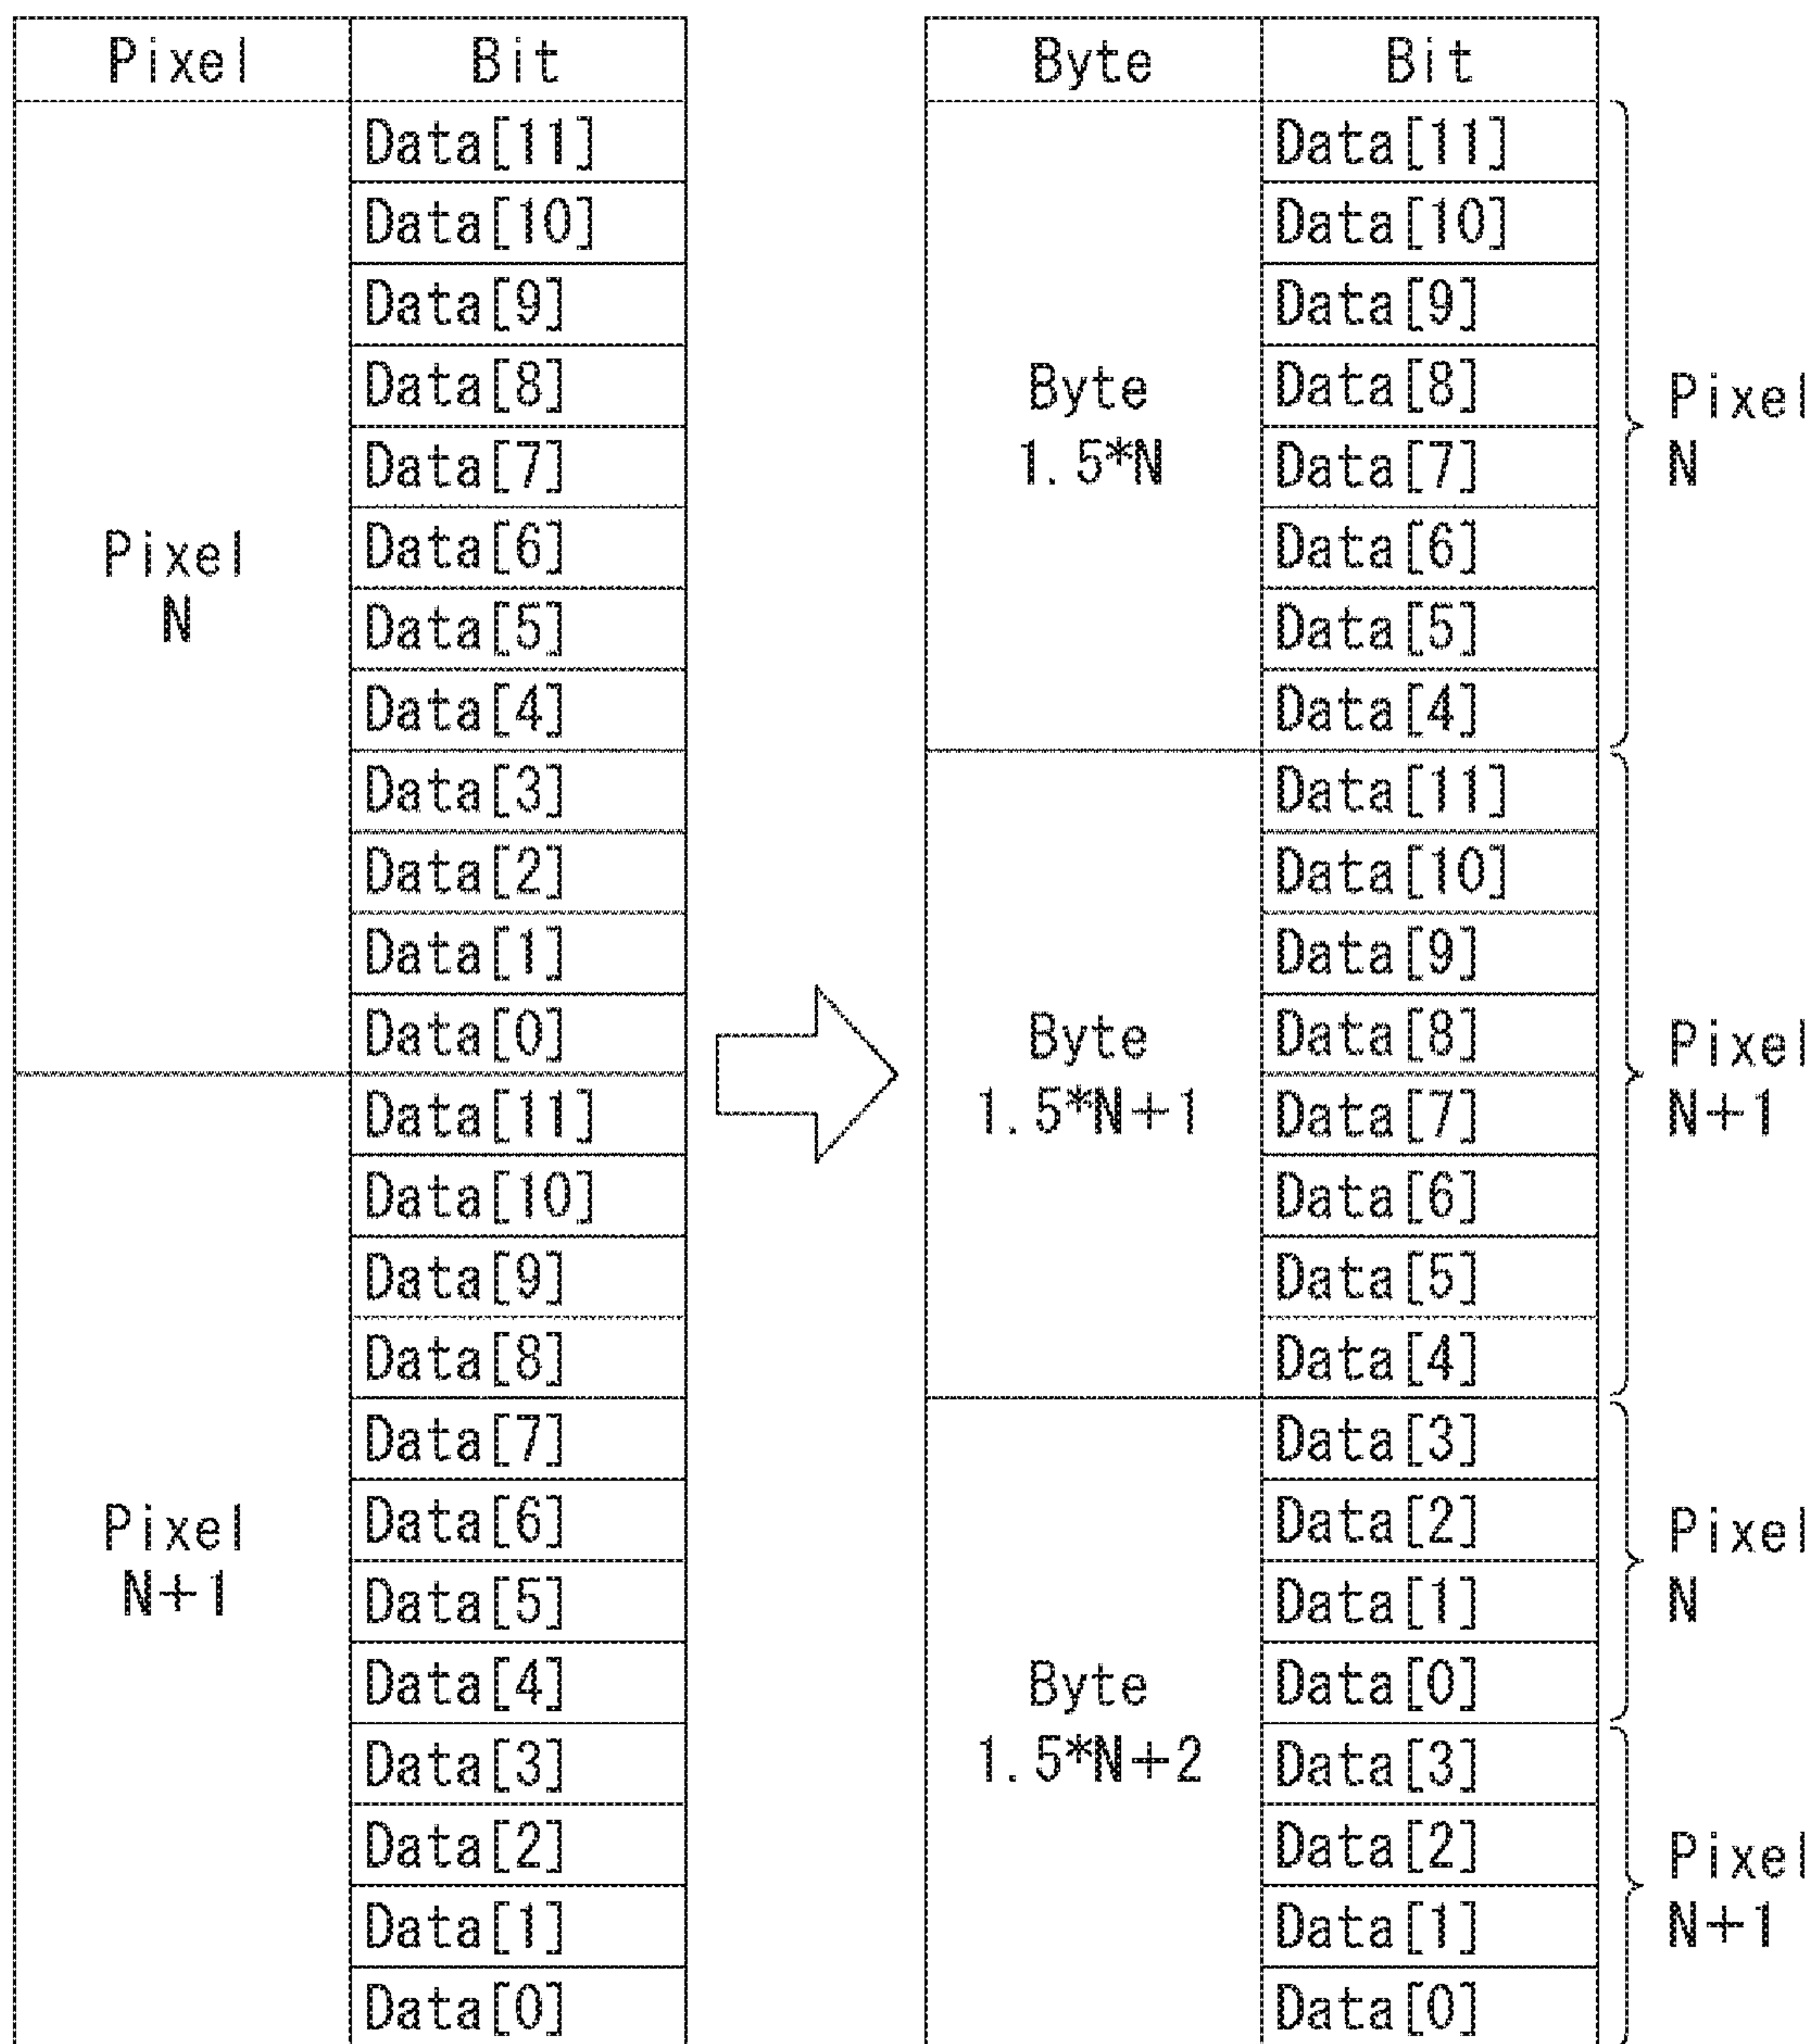 Pixel Bit
Pixel
N
Data[11]
Data[10]
Data[9]
Data[8]
Data[7]
Data[6]
Data[5]
Data[4]
Data[3]
Data[2]
Data[1]
Data[0]
Pixel
N+1
Data[11]
Data[10]
Data[9]
Data[8]
Data[7]
Data[6]
Data[5]
Data[4]
Data[3]
Data[2]
Data[1]
Data[0]
Byte Bit
Byte
1.5*N
Data[11]
Data[10]
Data[9]
Data[8]
Data[7]
Data[6]
Data[5]
Data[4]
Pixel
N
Byte
1.5*N+1
Data[11]
Data[10]
Data[9]
Data[8]
Data[7]
Data[6]
Data[5]
Data[4]
Pixel
N+1
Byte
1.5*N+2
Data[3]
Data[2]
Data[1]
Data[0]
Pixel
N
Data[3]
Data[2]
Data[1]
Data[0]
Pixel
N+1